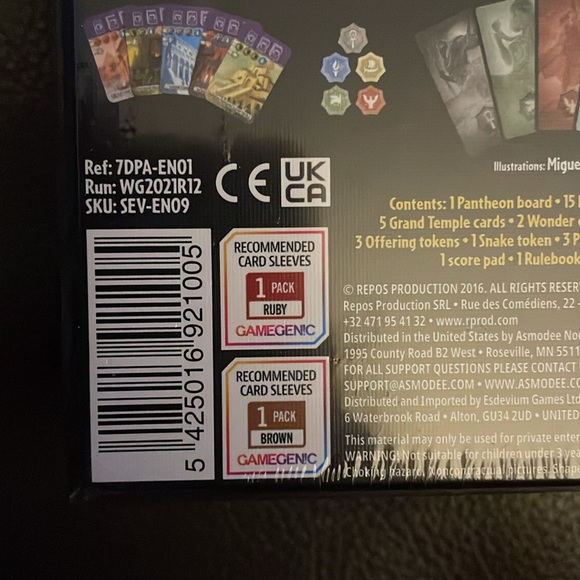 Ref: 7DPA-EN01
Run: WG2021R12
SKU: SEV-EN09
CE
UK
CA
Illustrations: Migue
Contents: 1 Pantheon board • 15
5 Grand Temple cards • 2 Wonder
3 Offering tokens • 1 Snake token • 3 P
1 score pad • 1 Rulebook
5 425016 921005
RECOMMENDED
CARD SLEEVES
1 PACK
RUBY
GAMEGENIC
RECOMMENDED
CARD SLEEVES
1 PACK
BROWN
GAMEGENIC
© REPOS PRODUCTION 2016. ALL RIGHTS RESER
Repos Production SRL • Rue des Comédiens, 22
+32 471 95 41 32 • www.rprod.com
Distributed in the United States by Asmodee No
1995 County Road B2 West • Roseville, MN 5511
FOR ALL SUPPORT QUESTIONS PLEASE CONTACT
SUPPORT@ASMODEE.COM • WWW.ASMODEE.CO
Distributed and Imported by Esdevium Games Ltd
6 Waterbrook Road • Alton, GU34 2UD • UNITED
This material may only be used for private enter
WARNING! Not suitable for children under 3 yea
Choking hazard. Noncontractual pictures. Shape